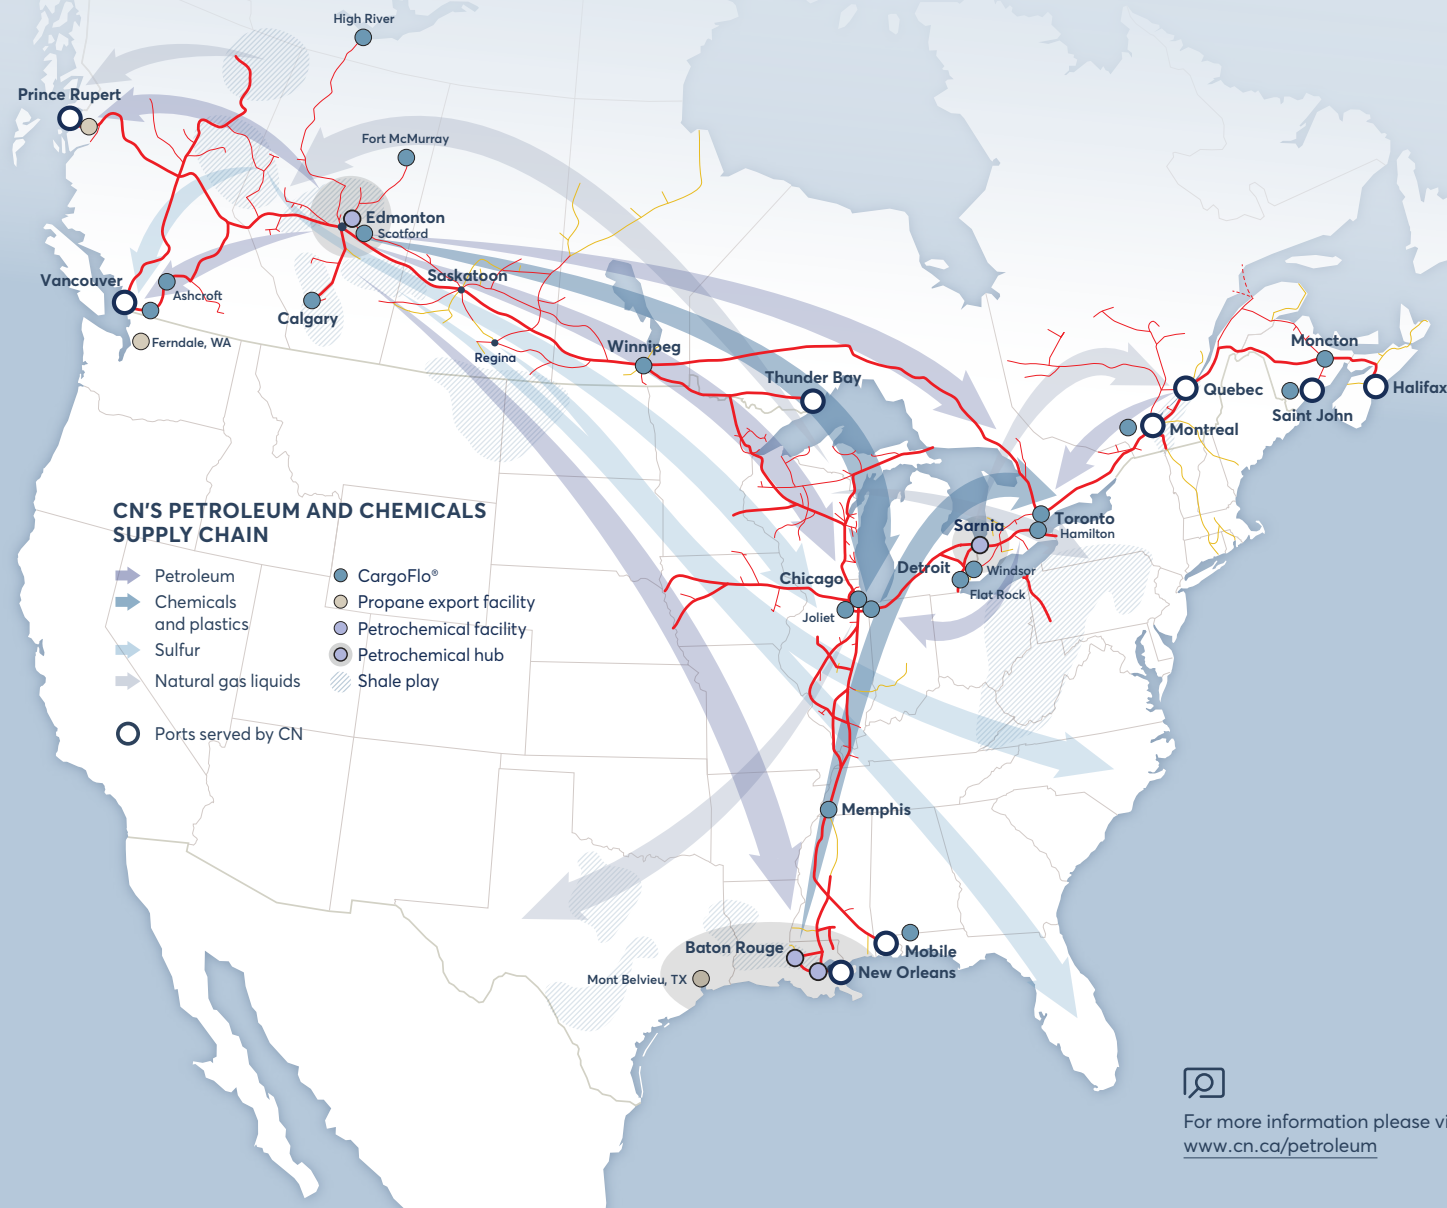 High River
Prince Rupert
Fort McMurray
Edmonton
Scotford
Vancouver
Ashcroft
Saskatoon
Calgary
Ferndale, WA
Regina
Winnipeg
Thunder Bay
Moncton
Quebec
Halifax
Saint John
Montreal
CN'S PETROLEUM AND CHEMICALS
SUPPLY CHAIN
Petroleum
Chemicals
and plastics
Sulfur
Natural gas liquids
Ports served by CN
CargoFlo®
Propane export facility
Petrochemical facility
Petrochemical hub
Shale play
Toronto
Sarnia
Hamilton
Detroit
Windsor
Chicago
Flat Rock
Joliet
Memphis
Baton Rouge
Mobile
New Orleans
Mont Belvieu, TX
For more information please vi
www.cn.ca/petroleum